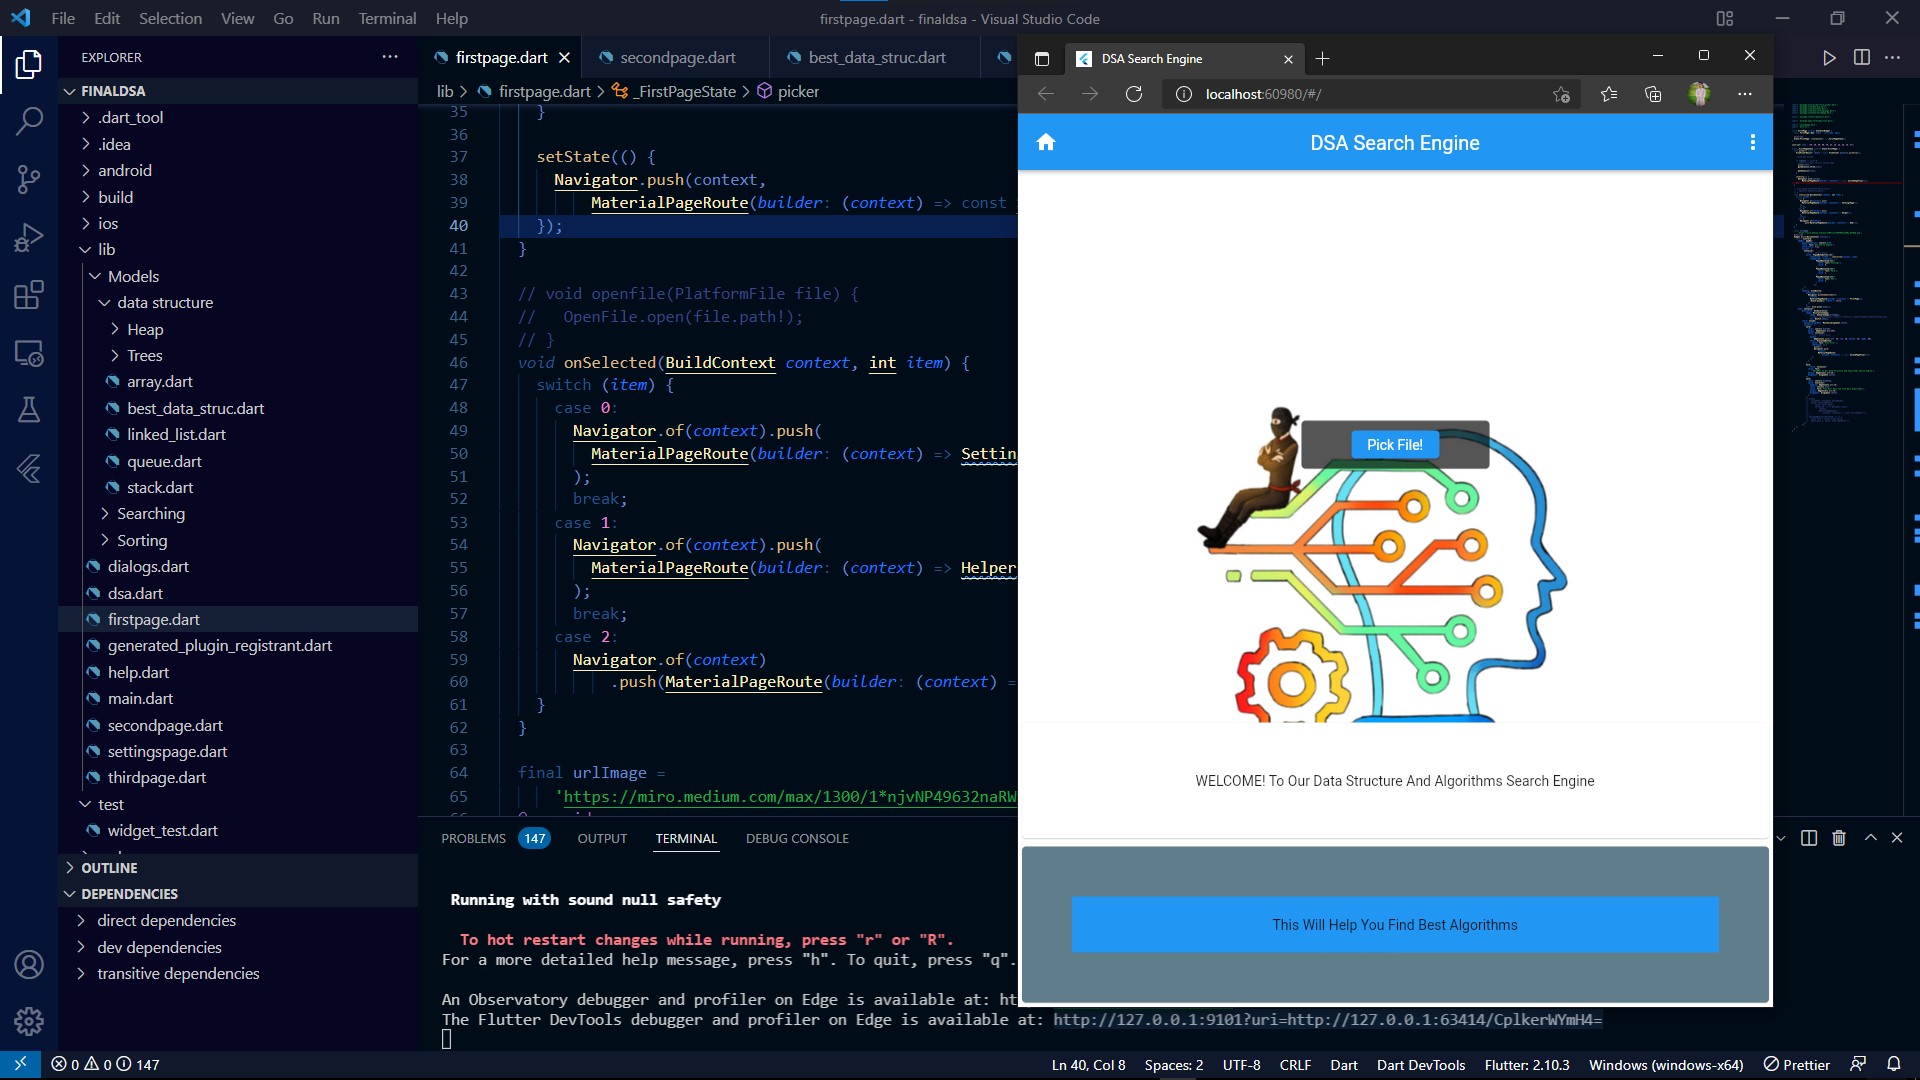 File Edit Selection View Go Run Terminal Help
firstpage.dart - finaldsa - Visual Studio Code
EXPLORER
FINALDSA
.dart_tool
.idea
android
build
ios
lib
Models
data structure
Heap
Trees
array.dart
best_data_struc.dart
linked_list.dart
queue.dart
stack.dart
Searching
Sorting
dialogs.dart
dsa.dart
firstpage.dart
generated_plugin_registrant.dart
help.dart
main.dart
secondpage.dart
settingspage.dart
thirdpage.dart
test
widget_test.dart
OUTLINE
DEPENDENCIES
direct dependencies
dev dependencies
transitive dependencies
firstpage.dart secondpage.dart best_data_struc.dart
lib > firstpage.dart > _FirstPageState > picker
35 }
36
37 setState(() {
38 Navigator.push(context,
39 MaterialPageRoute(builder: (context) => const
40 });
41 }
42
43 // void openfile(PlatformFile file) {
44 // OpenFile.open(file.path!);
45 // }
46 void onSelected(BuildContext context, int item) {
47 switch (item) {
48 case 0:
49 Navigator.of(context).push(
50 MaterialPageRoute(builder: (context) => Settin
51 );
52 break;
53 case 1:
54 Navigator.of(context).push(
55 MaterialPageRoute(builder: (context) => Helper
56 );
57 break;
58 case 2:
59 Navigator.of(context)
60 .push(MaterialPageRoute(builder: (context) =
61 }
62 }
63
64 final urlImage =
65 'https://miro.medium.com/max/1300/1*njvNP49632naRW
PROBLEMS 147 OUTPUT TERMINAL DEBUG CONSOLE
Running with sound null safety
To hot restart changes while running, press "r" or "R".
For a more detailed help message, press "h". To quit, press "q".
An Observatory debugger and profiler on Edge is available at: ht
The Flutter DevTools debugger and profiler on Edge is available at: http://127.0.0.1:9101?uri=http://127.0.0.1:63414/CplkerWYmH4=
DSA Search Engine
localhost:60980/#/
DSA Search Engine
Pick File!
WELCOME! To Our Data Structure And Algorithms Search Engine
This Will Help You Find Best Algorithms
0 0 147
Ln 40, Col 8 Spaces: 2 UTF-8 CRLF Dart Dart DevTools Flutter: 2.10.3 Windows (windows-x64) Prettier